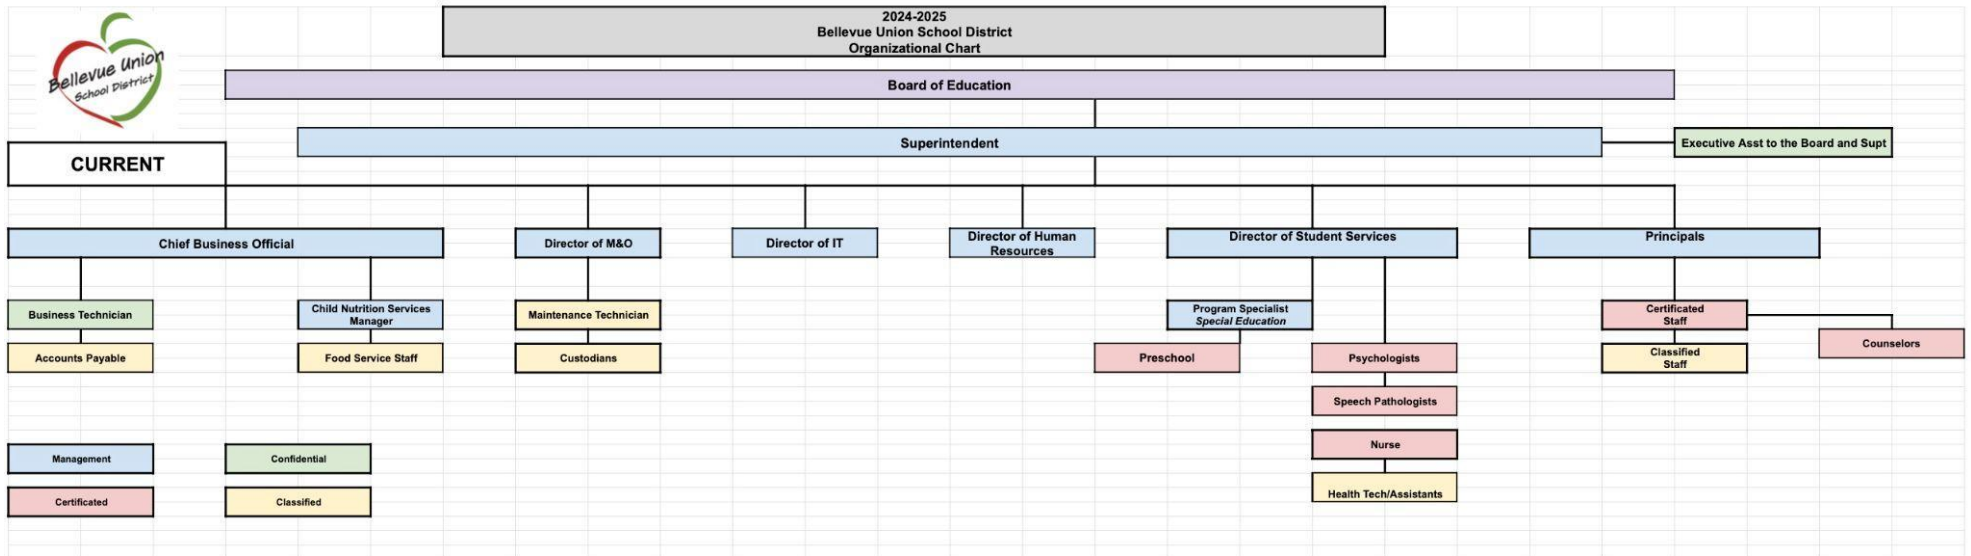 2024-2025
Bellevue Union School District
Organizational Chart
Bellevue Union
School District
Board of Education
Superintendent
Executive Asst to the Board and Supt
CURRENT
Chief Business Official
Director of M&O
Director of IT
Director of Human
Resources
Director of Student Services
Principals
Business Technician
Child Nutrition Services
Manager
Maintenance Technician
Program Specialist
Special Education
Certificated
Staff
Counselors
Accounts Payable
Food Service Staff
Custodians
Preschool
Psychologists
Classified
Staff
Speech Pathologists
Nurse
Health Tech/Assistants
Management
Confidential
Certificated
Classified